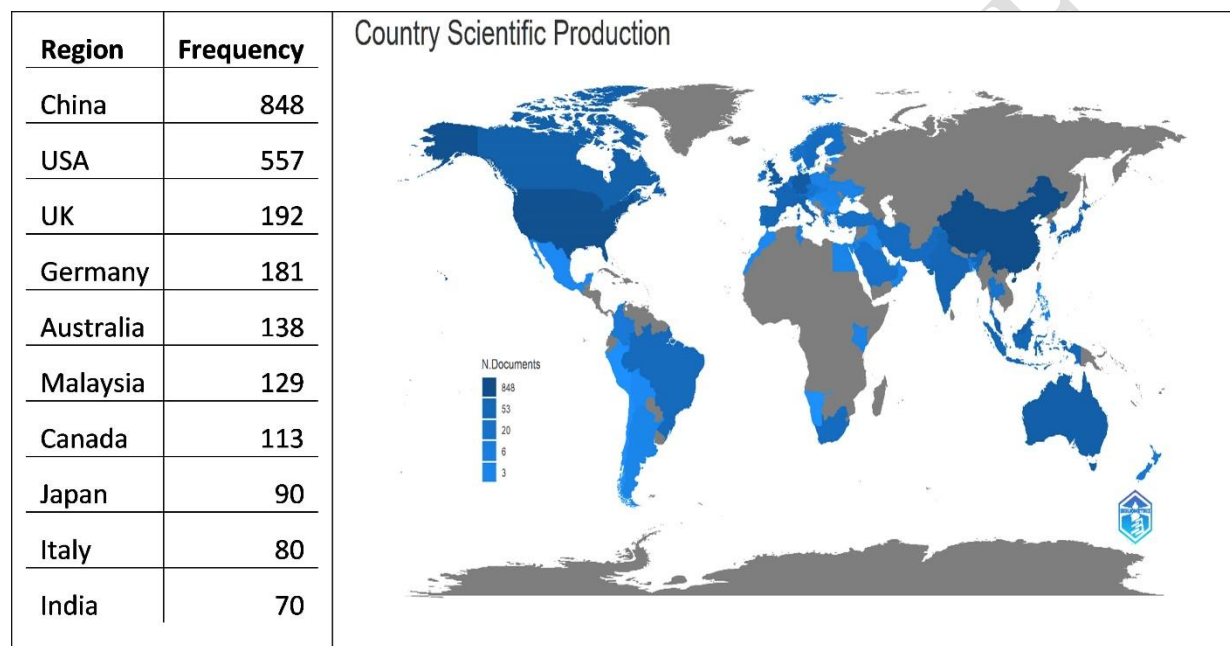 Region Frequency
China 848
USA 557
UK 192
Germany 181
Australia 138
Malaysia 129
Canada 113
Japan 90
Italy 80
India 70
Country Scientific Production
N.Documents
848
53
20
6
3